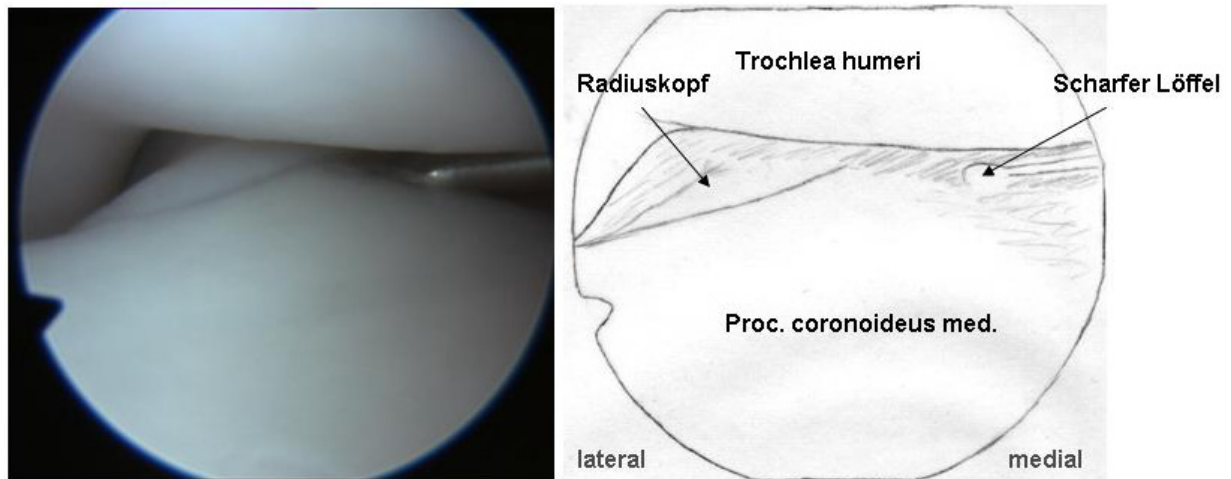 Trochlea humeri
Radiuskopf
Scharfer Löffel
Proc. coronoideus med.
lateral
medial